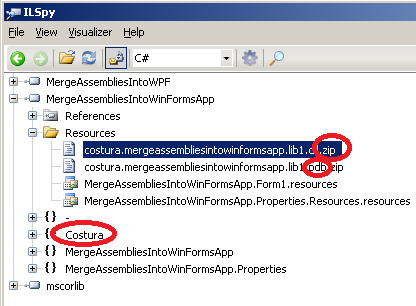 ILSpy
File View Visualizer Help
C#
MergeAssembliesIntoWPF
MergeAssembliesIntoWinFormsApp
References
Resources
costura.mergeassembliesintowinformsapp.lib1.d .zip
costura.mergeassembliesintowinformsapp.lib1.pdb.zip
MergeAssembliesIntoWinFormsApp.Form1.resources
MergeAssembliesIntoWinFormsApp.Properties.Resources.resources
{ } -
{ } Costura
{ } MergeAssembliesIntoWinFormsApp
{ } MergeAssembliesIntoWinFormsApp.Properties
mscorlib